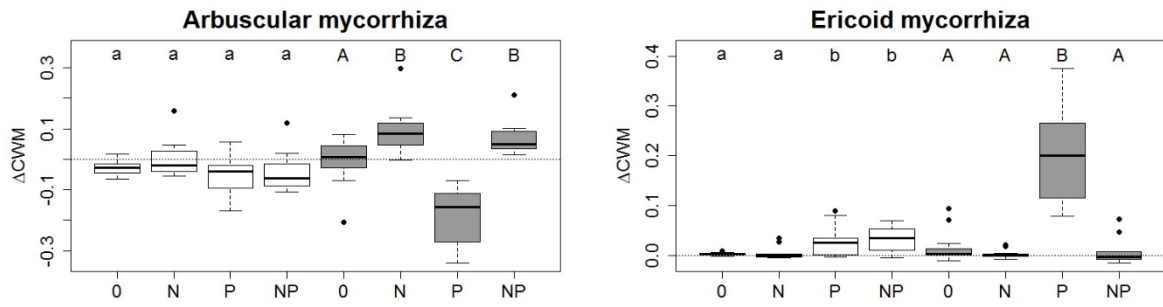 Arbuscular mycorrhiza
a a a a A B C B
0.3
0.1
-0.1
-0.3
ΔCWM
0 N P NP 0 N P NP
Ericoid mycorrhiza
a a b b A A B A
0.4
0.3
0.2
0.1
0.0
ΔCWM
0 N P NP 0 N P NP